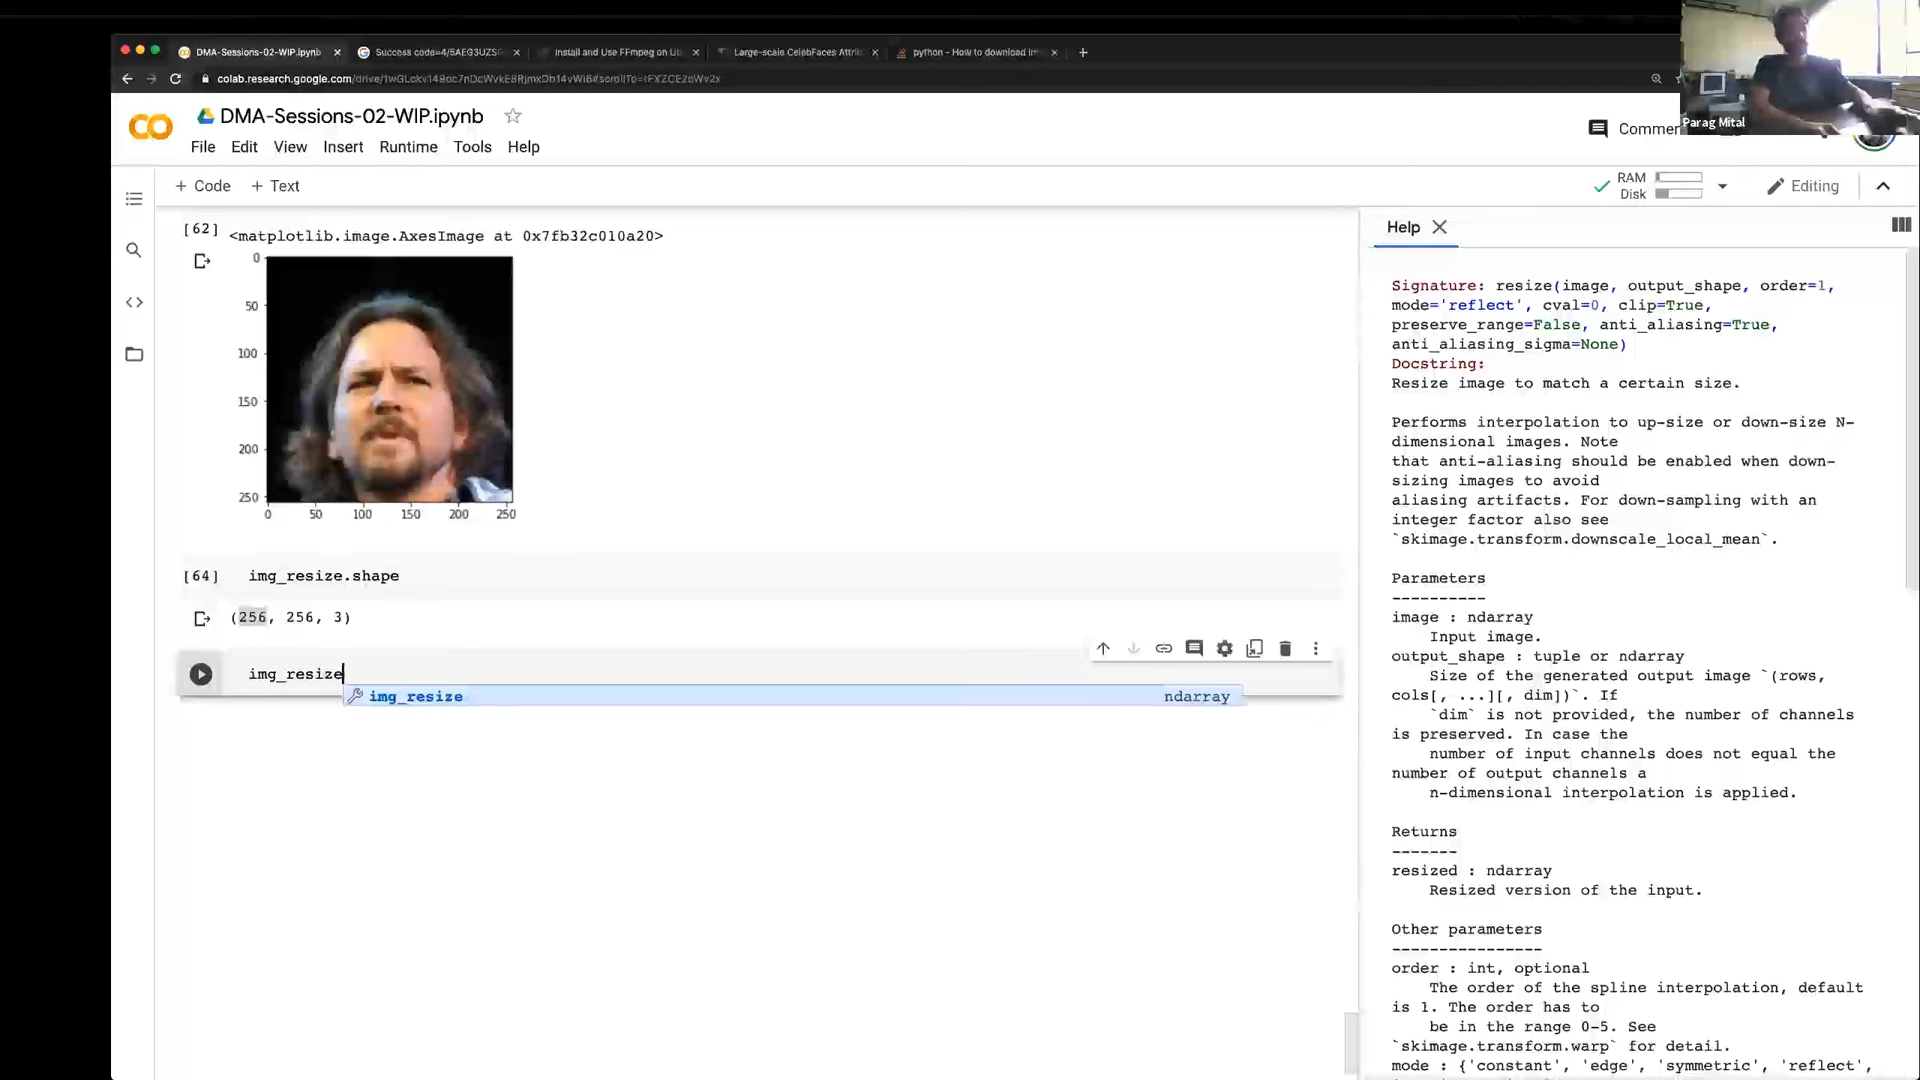 DMA-Sessions-02-WIP.ipynb
Success code=4/5AEG3UZS
Install and Use FFmpeg on Ub
Large-scale CelebFaces Attrib
python - How to download im
colab.research.google.com
Parag Mital
DMA-Sessions-02-WIP.ipynb
Commen
File Edit View Insert Runtime Tools Help
+ Code + Text
RAM
Disk
Editing
[62] <matplotlib.image.AxesImage at 0x7fb32c010a20>
0
50
100
150
200
250
0 50 100 150 200 250
[64] img_resize.shape
(256, 256, 3)
img_resize
img_resize ndarray
Help
Signature: resize(image, output_shape, order=1,
mode='reflect', cval=0, clip=True,
preserve_range=False, anti_aliasing=True,
anti_aliasing_sigma=None)
Docstring:
Resize image to match a certain size.
Performs interpolation to up-size or down-size N-
dimensional images. Note
that anti-aliasing should be enabled when down-
sizing images to avoid
aliasing artifacts. For down-sampling with an
integer factor also see
`skimage.transform.downscale_local_mean`.
Parameters
----------
image : ndarray
Input image.
output_shape : tuple or ndarray
Size of the generated output image `(rows,
cols[, ...][, dim])`. If
`dim` is not provided, the number of channels
is preserved. In case the
number of input channels does not equal the
number of output channels a
n-dimensional interpolation is applied.
Returns
-------
resized : ndarray
Resized version of the input.
Other parameters
----------------
order : int, optional
The order of the spline interpolation, default
is 1. The order has to
be in the range 0-5. See
`skimage.transform.warp` for detail.
mode : {'constant', 'edge', 'symmetric', 'reflect',